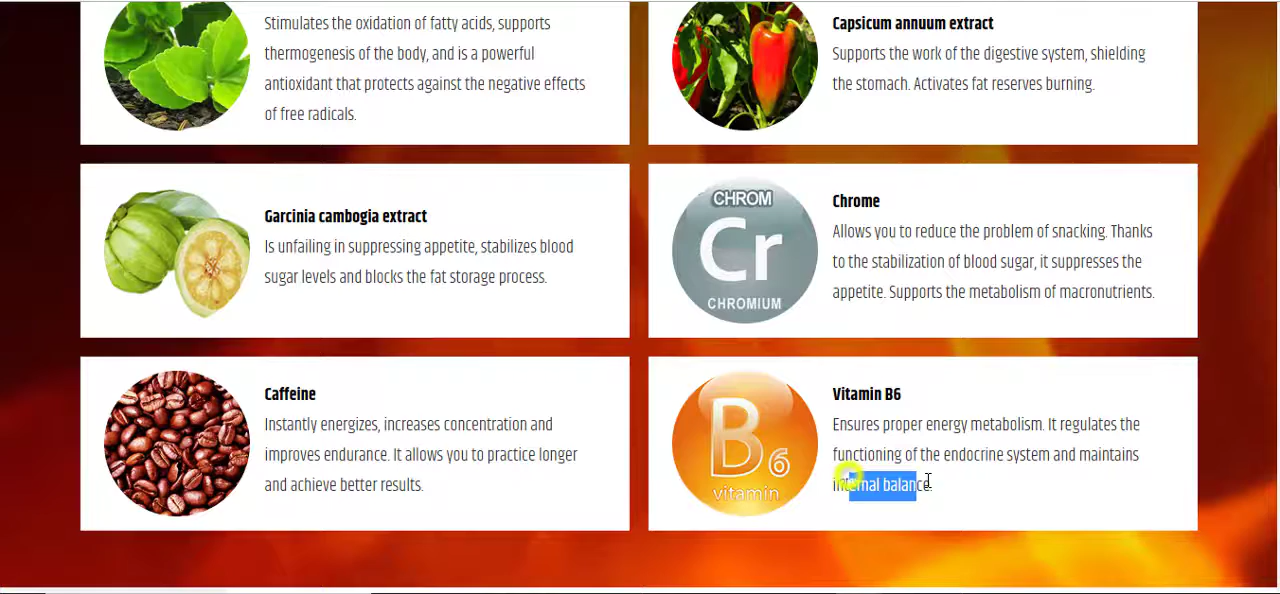 Stimulates the oxidation of fatty acids, supports
thermogenesis of the body, and is a powerful
antioxidant that protects against the negative effects
of free radicals.
Capsicum annuum extract
Supports the work of the digestive system, shielding
the stomach. Activates fat reserves burning.
Garcinia cambogia extract
Is unfailing in suppressing appetite, stabilizes blood
sugar levels and blocks the fat storage process.
CHROM
Cr
CHROMIUM
Chrome
Allows you to reduce the problem of snacking. Thanks
to the stabilization of blood sugar, it suppresses the
appetite. Supports the metabolism of macronutrients.
Caffeine
Instantly energizes, increases concentration and
improves endurance. It allows you to practice longer
and achieve better results.
B6
vitamin
Vitamin B6
Ensures proper energy metabolism. It regulates the
functioning of the endocrine system and maintains
internal balance.